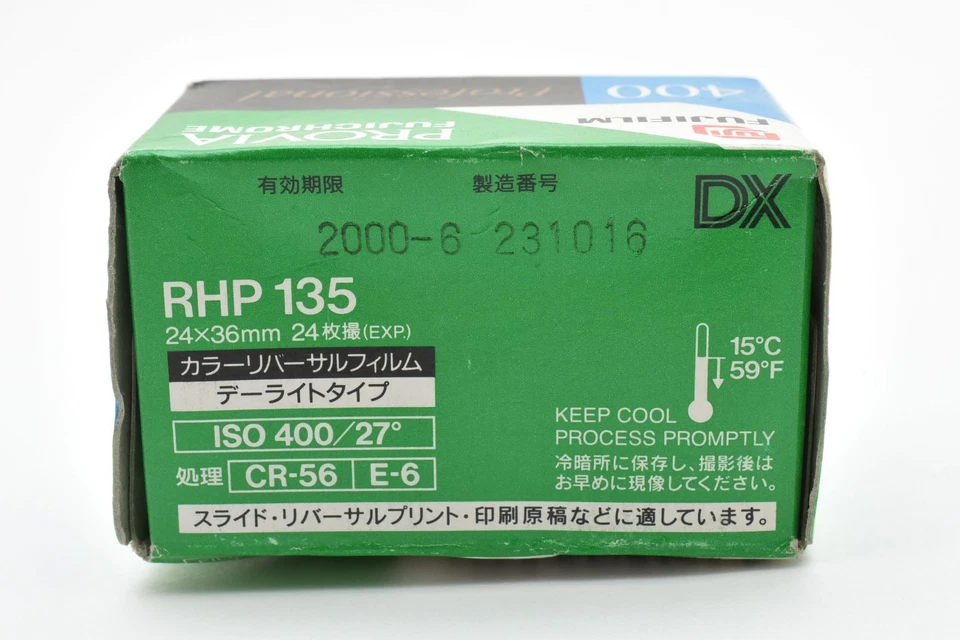 400
Professional
FUJIFILM
PROVIA
FUJICHROME
有効期限 製造番号
DX
2000-6 231016
RHP 135
24×36mm 24枚撮(EXP.)
カラーリバーサルフィルム
デーライトタイプ
ISO 400/27°
処理 CR-56 E-6
15°C
59°F
KEEP COOL
PROCESS PROMPTLY
冷暗所に保存し、撮影後は
お早めに現像してください。
スライド・リバーサルプリント・印刷原稿などに適しています。